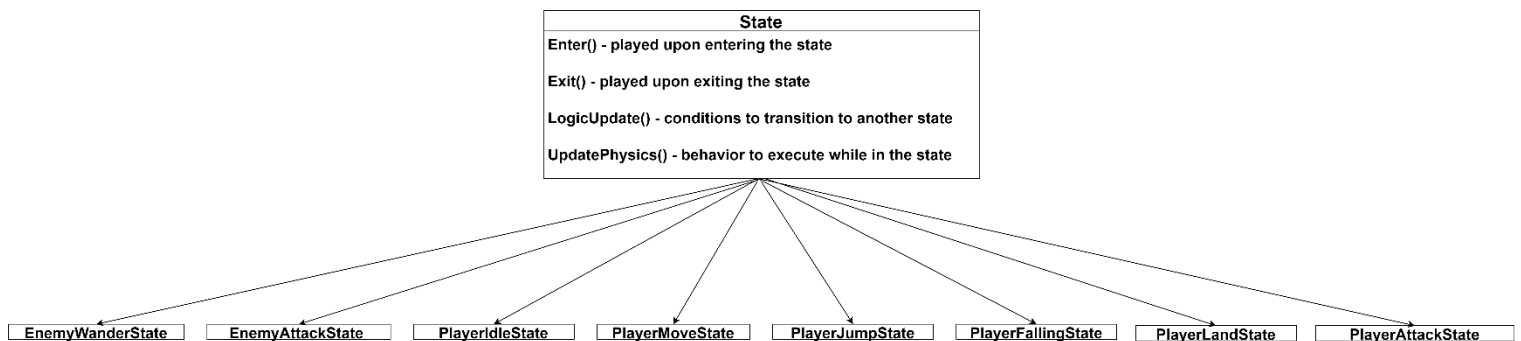 State
Enter() - played upon entering the state
Exit() - played upon exiting the state
LogicUpdate() - conditions to transition to another state
UpdatePhysics() - behavior to execute while in the state
EnemyWanderState
EnemyAttackState
PlayerIdleState
PlayerMoveState
PlayerJumpState
PlayerFallingState
PlayerLandState
PlayerAttackState